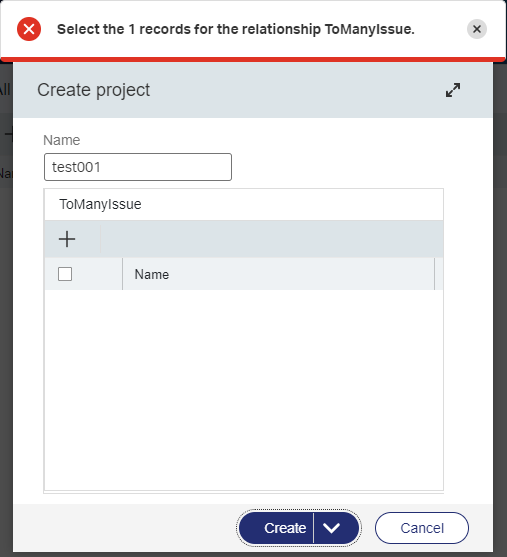 Select the 1 records for the relationship ToManyIssue.
Create project
Name
test001
ToManyIssue
Name
Create
Cancel